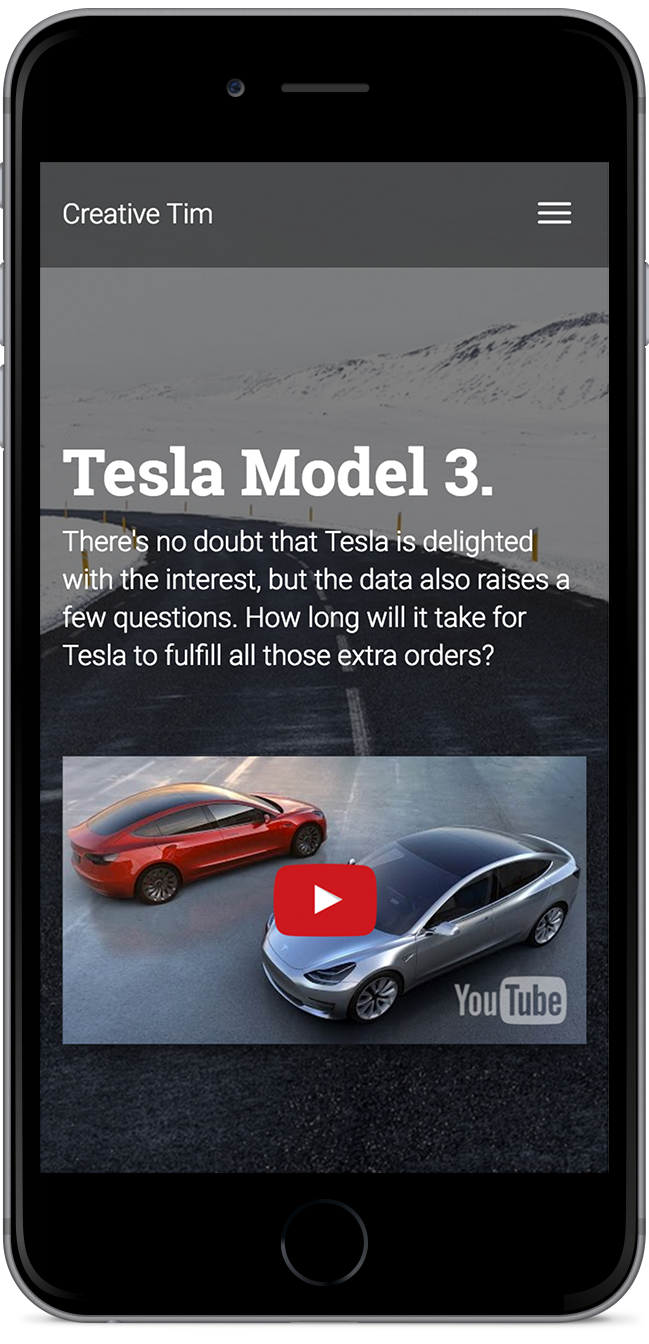 Creative Tim
Tesla Model 3.
There's no doubt that Tesla is delighted
with the interest, but the data also raises a
few questions. How long will it take for
Tesla to fulfill all those extra orders?
YouTube